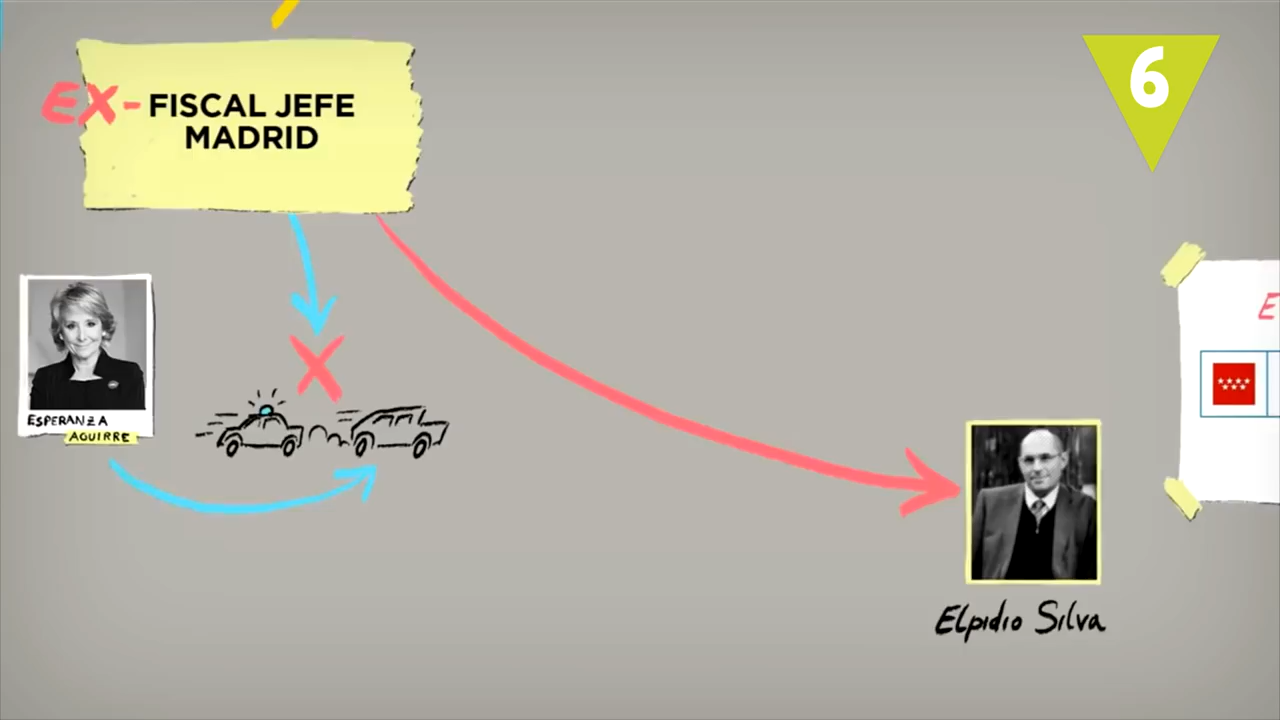 EX-FISCAL JEFE
MADRID
6
ESPERANZA
AGUIRRE
E
Elpidio Silva